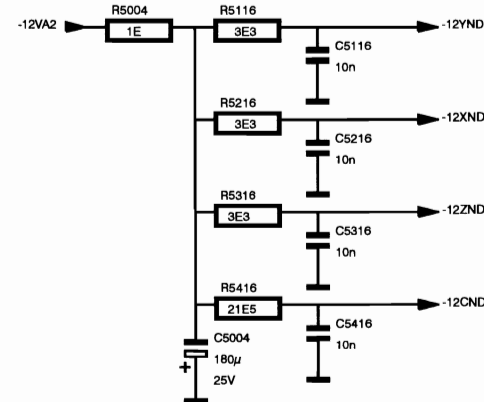 R5004
R5116
-12VA2
1E
3E3
-12YND
C5116
10n
R5216
3E3
-12XND
C5216
10n
R5316
3E3
-12ZND
C5316
10n
R5416
21E5
-12CND
C5004
180µ
+
25V
C5416
10n